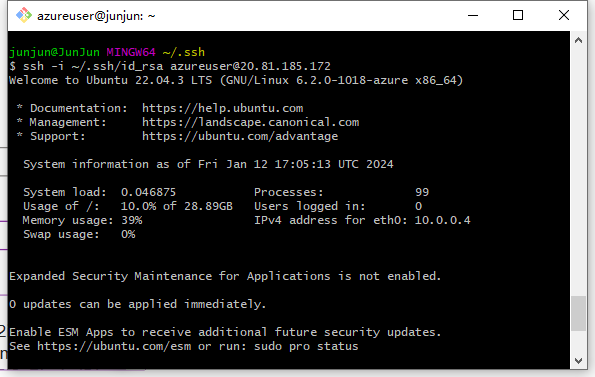 azureuser@junjun: ~
junjun@JunJun MINGW64 ~/.ssh
$ ssh -i ~/.ssh/id_rsa azureuser@20.81.185.172
Welcome to Ubuntu 22.04.3 LTS (GNU/Linux 6.2.0-1018-azure x86_64)
* Documentation:  https://help.ubuntu.com
* Management:     https://landscape.canonical.com
* Support:        https://ubuntu.com/advantage
System information as of Fri Jan 12 17:05:13 UTC 2024
System load:  0.046875           Processes:             99
Usage of /:   10.0% of 28.89GB   Users logged in:       0
Memory usage: 39%                IPv4 address for eth0: 10.0.0.4
Swap usage:   0%
Expanded Security Maintenance for Applications is not enabled.
0 updates can be applied immediately.
Enable ESM Apps to receive additional future security updates.
See https://ubuntu.com/esm or run: sudo pro status